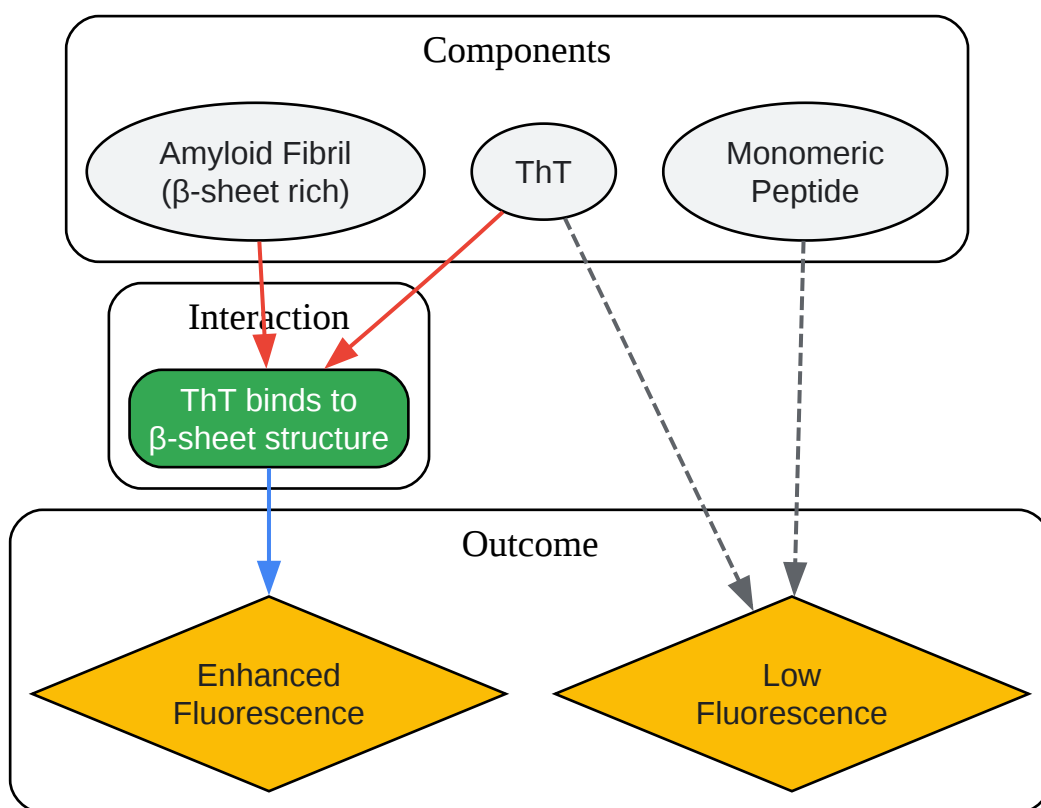 Components
Amyloid Fibril
(β-sheet rich)
ThT
Monomeric
Peptide
Interaction
ThT binds to
β-sheet structure
Outcome
Enhanced
Fluorescence
Low
Fluorescence